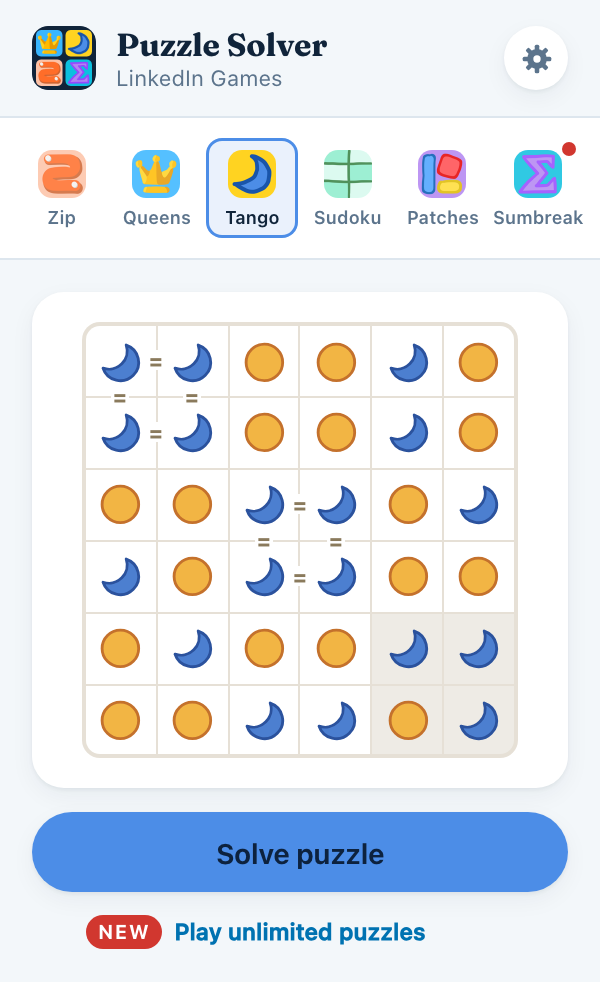 Puzzle Solver
LinkedIn Games
Zip
Queens
Tango
Sudoku
Patches
Sumbreak
=
= =
=
=
= =
=
Solve puzzle
NEW Play unlimited puzzles